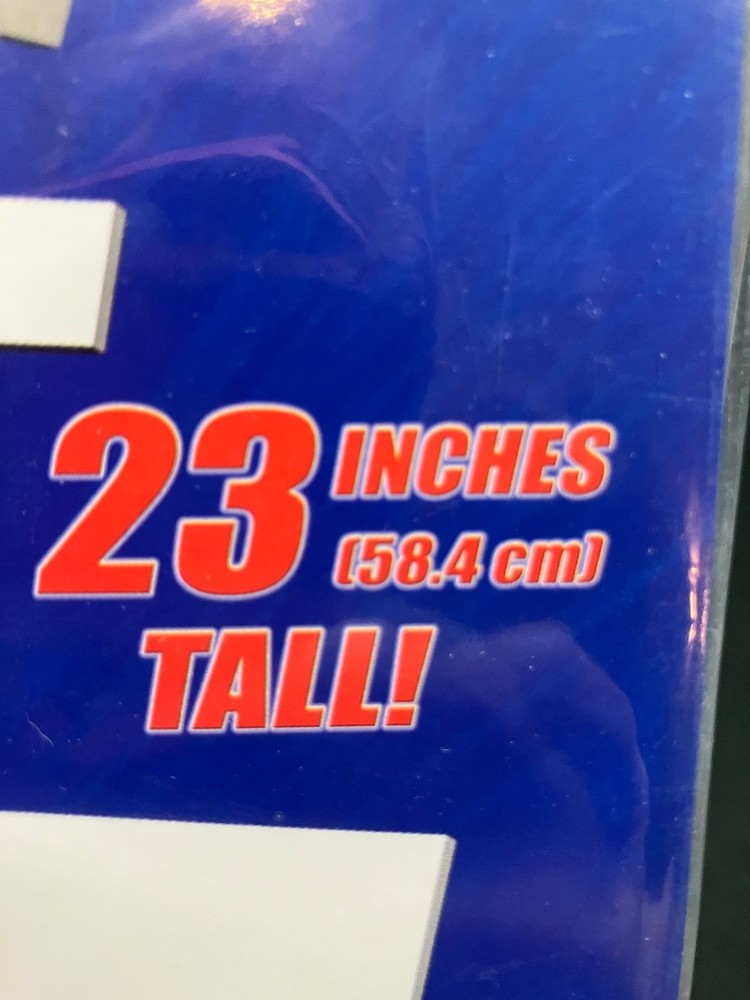 23 INCHES
(58.4 cm)
TALL!